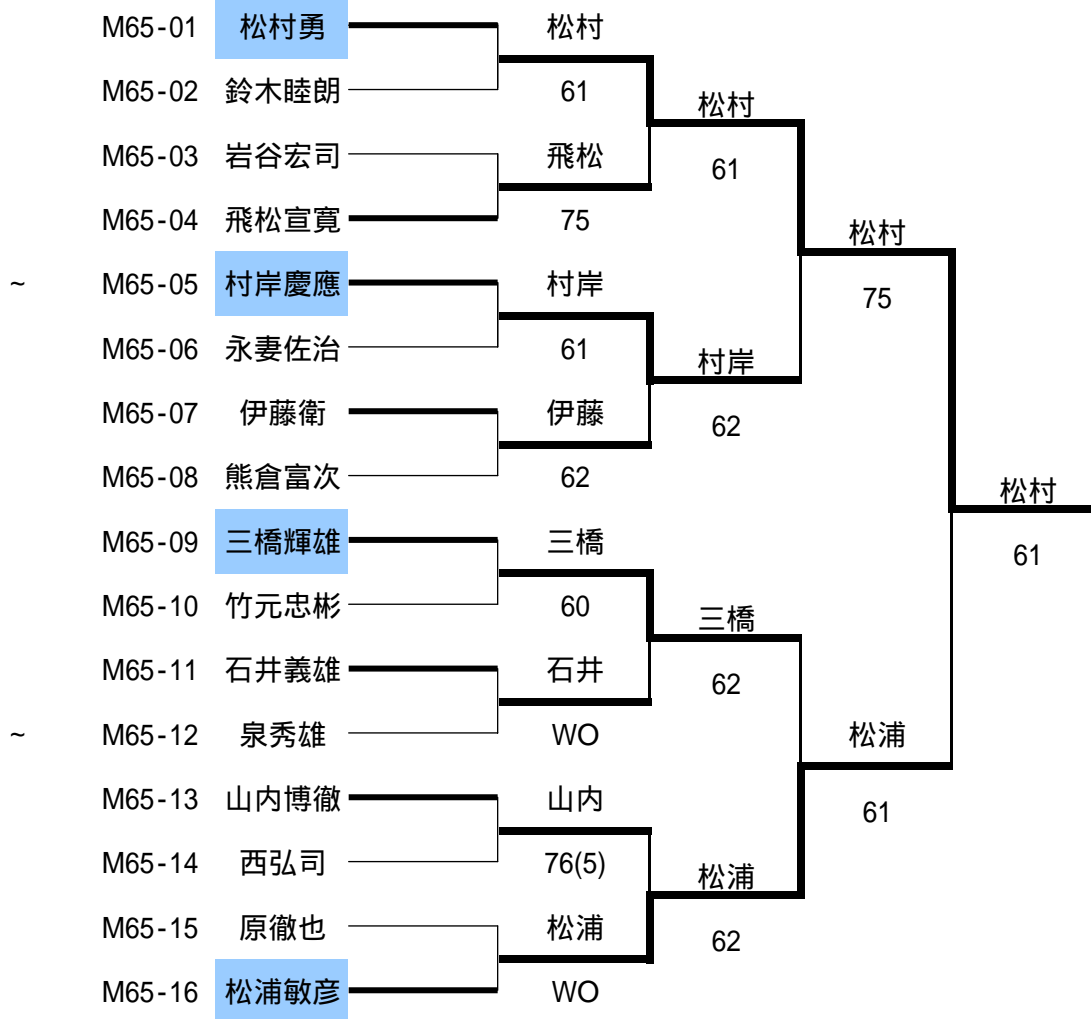 M65-01 松村勇 松村
M65-02 鈴木睦朗 61
松村
M65-03 岩谷宏司 飛松
61
M65-04 飛松宣寛 75
松村
~ M65-05 村岸慶應 村岸
75
M65-06 永妻佐治 61
村岸
M65-07 伊藤衛 伊藤
62
M65-08 熊倉富次 62
松村
M65-09 三橋輝雄 三橋
61
M65-10 竹元忠彬 60
三橋
M65-11 石井義雄 石井
62
M65-12 泉秀雄 WO
~ 松浦
M65-13 山内博徹 山内
61
M65-14 西弘司 76(5)
松浦
M65-15 原徹也 松浦
62
M65-16 松浦敏彦 WO